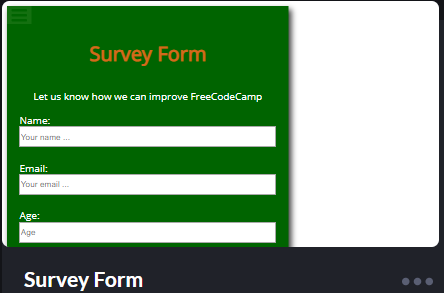 Survey Form
Let us know how we can improve FreeCodeCamp
Name:
Your name ...
Email:
Your email ...
Age:
Age
Survey Form